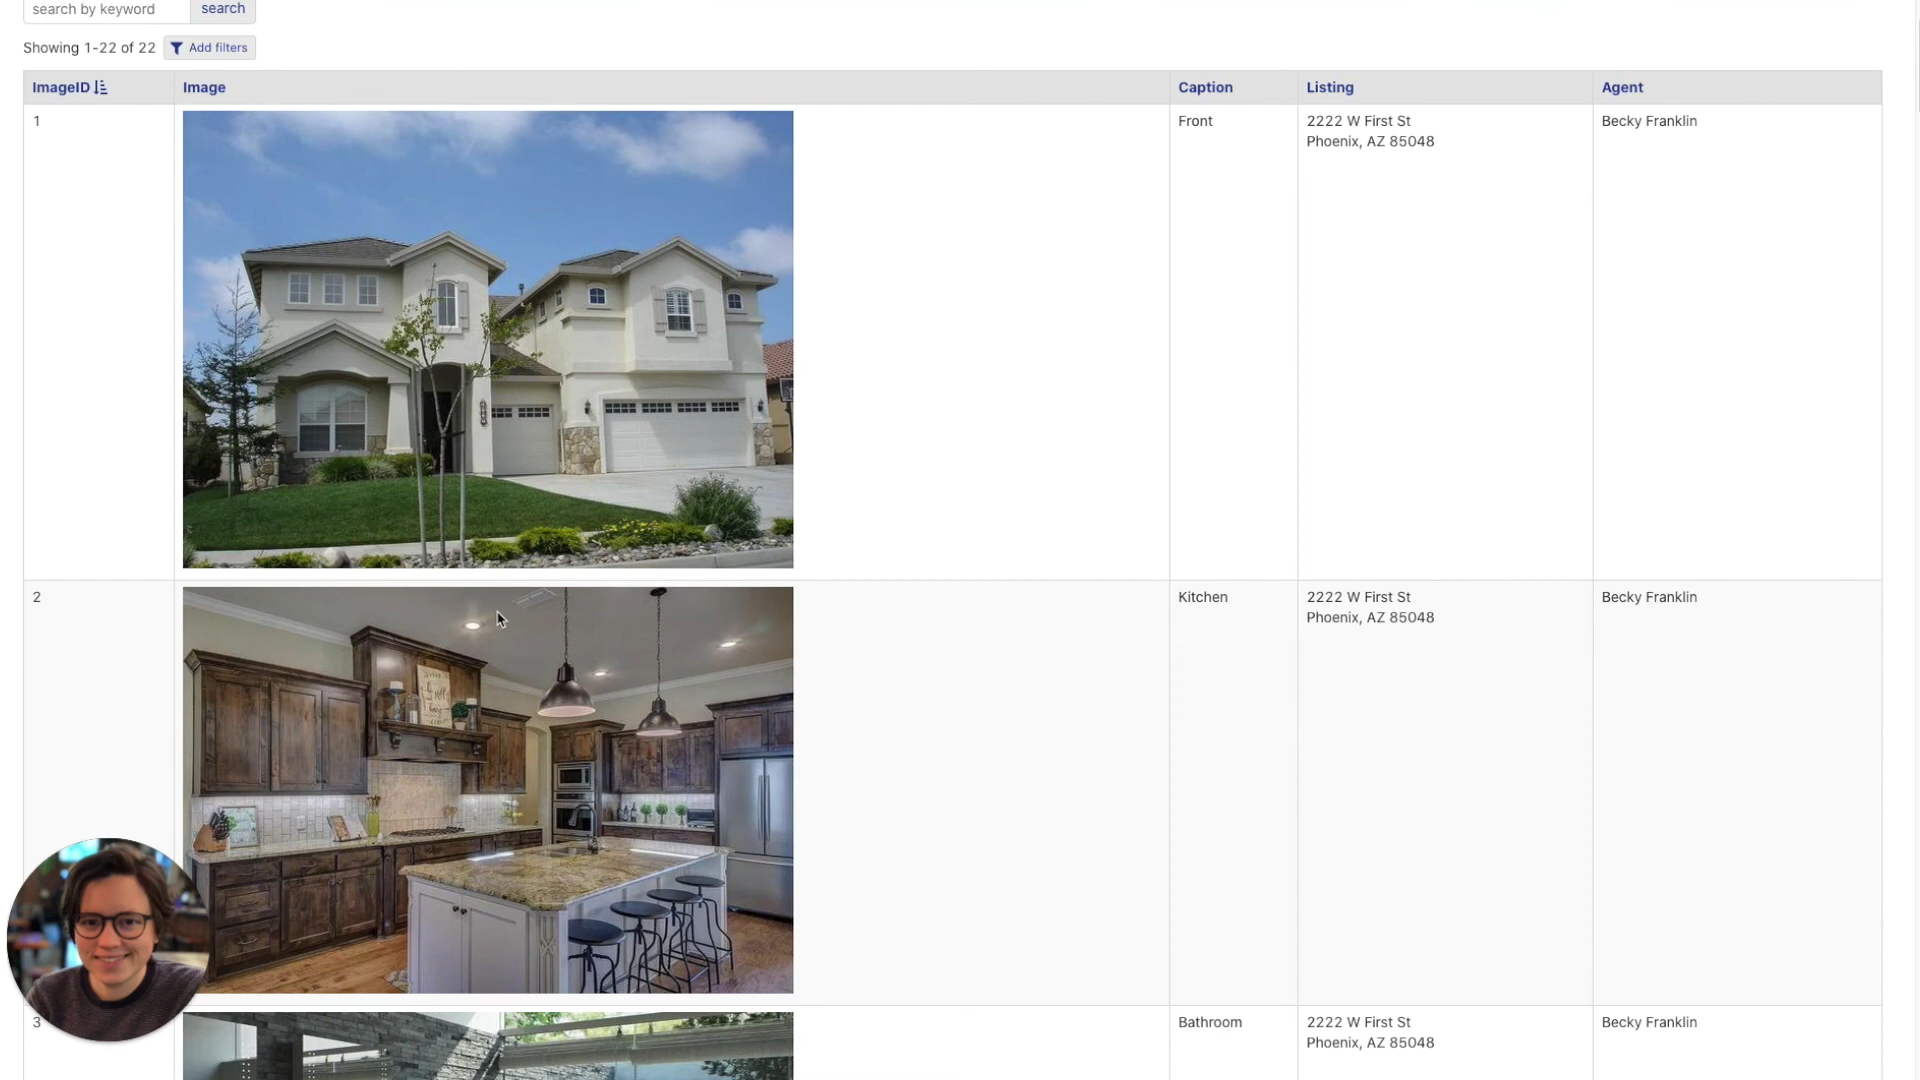 search by keyword
search
Showing 1-22 of 22
Add filters
ImageID
Image
Caption
Listing
Agent
1
Front
2222 W First St
Phoenix, AZ 85048
Becky Franklin
2
Kitchen
2222 W First St
Phoenix, AZ 85048
Becky Franklin
3
Bathroom
2222 W First St
Phoenix, AZ 85048
Becky Franklin